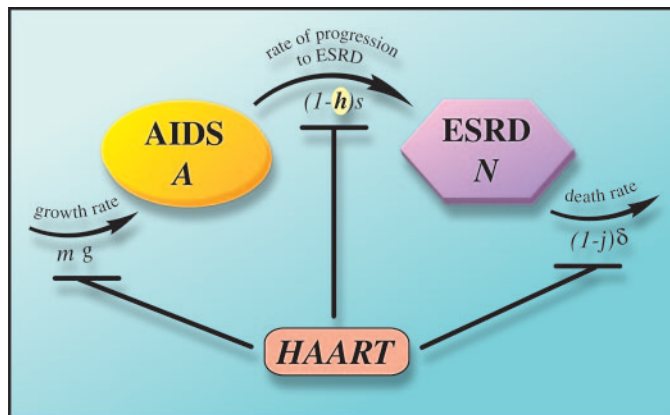 rate of progression
to ESRD
(1-h)s
AIDS
A
ESRD
N
growth rate
m g
death rate
(1-j)δ
HAART